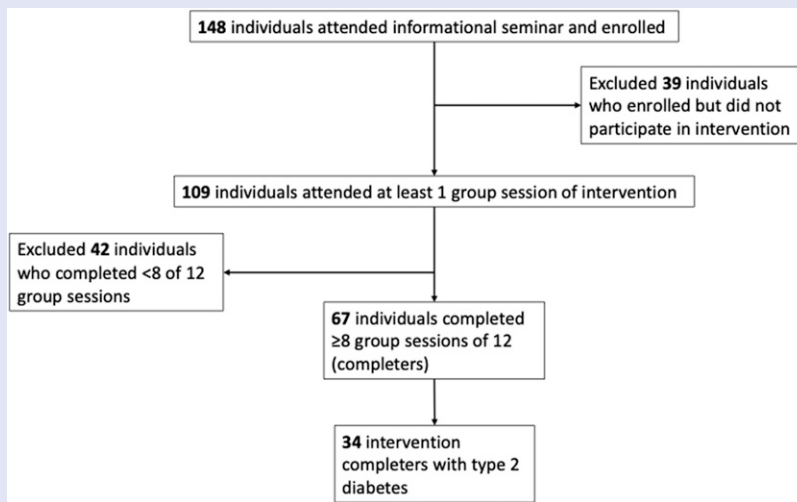 148 individuals attended informational seminar and enrolled
Excluded 39 individuals
who enrolled but did not
participate in intervention
109 individuals attended at least 1 group session of intervention
Excluded 42 individuals
who completed <8 of 12
group sessions
67 individuals completed
≥8 group sessions of 12
(completers)
34 intervention
completers with type 2
diabetes